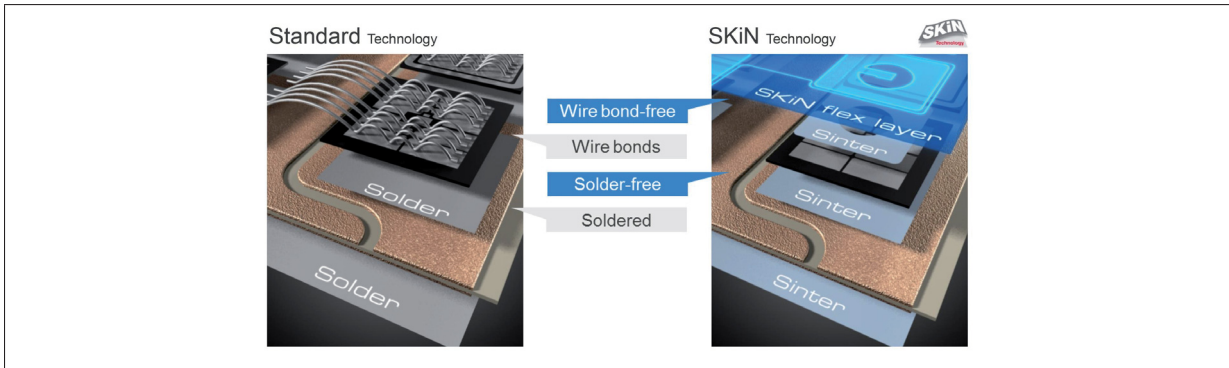 Standard Technology
SKiN Technology
SKiN
Technology
Wire bond-free
Wire bonds
Solder-free
Soldered
Solder
Solder
SKiN flex layer
Sinter
Sinter
Sinter